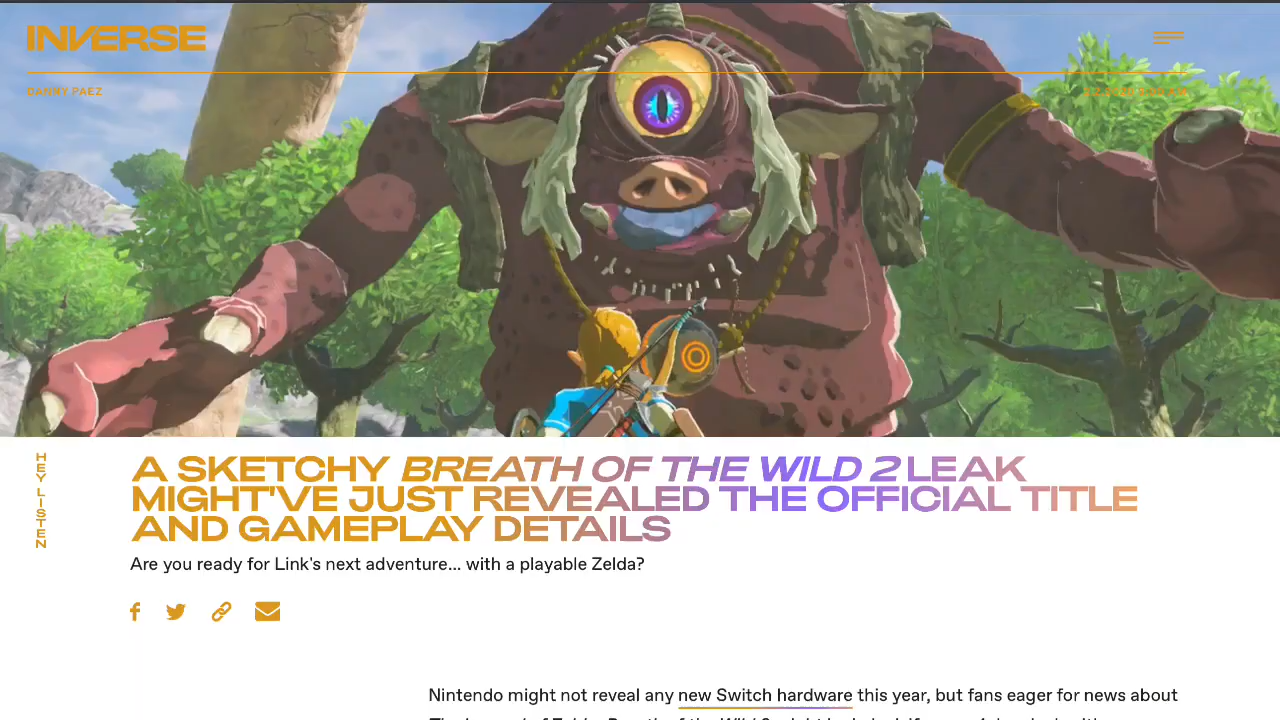 INVERSE
DANNY PAEZ
HEY LISTEN
A SKETCHY BREATH OF THE WILD 2 LEAK
MIGHT'VE JUST REVEALED THE OFFICIAL TITLE
AND GAMEPLAY DETAILS
Are you ready for Link's next adventure... with a playable Zelda?
Nintendo might not reveal any new Switch hardware this year, but fans eager for news about